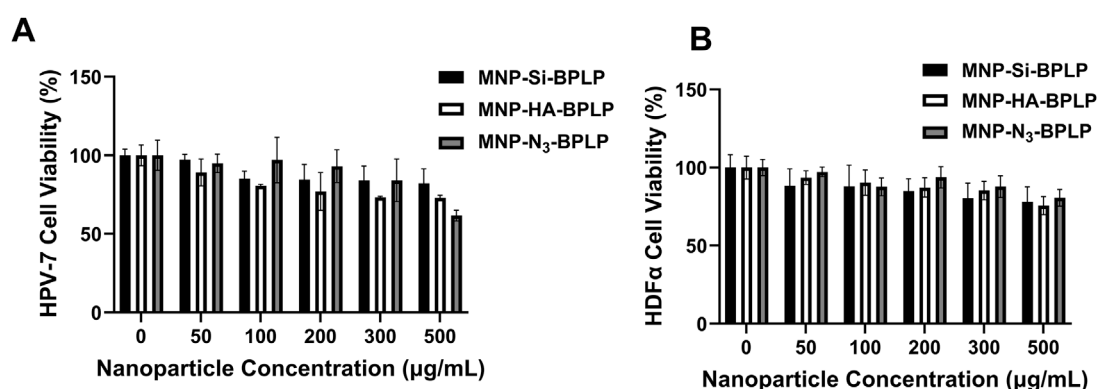 A
HPV-7 Cell Viability (%)
150
100
50
0
MNP-Si-BPLP
MNP-HA-BPLP
MNP-N₃-BPLP
0 50 100 200 300 500
Nanoparticle Concentration (µg/mL)
B
HDFα Cell Viability (%)
150
100
50
0
MNP-Si-BPLP
MNP-HA-BPLP
MNP-N₃-BPLP
0 50 100 200 300 500
Nanoparticle Concentration (µg/mL)